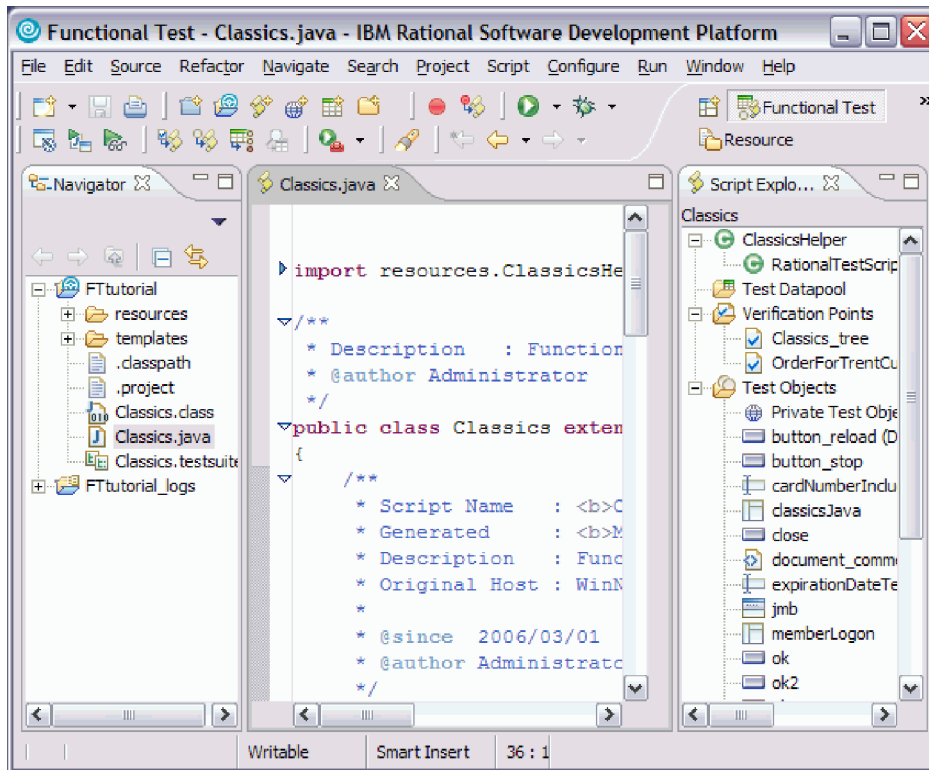 Functional Test - Classics.java - IBM Rational Software Development Platform
File Edit Source Refactor Navigate Search Project Script Configure Run Window Help
Functional Test
Resource
Navigator
FTtutorial
resources
templates
.classpath
.project
Classics.class
Classics.java
Classics.testsuite
FTtutorial_logs
Classics.java
import resources.ClassicsHe
/**
* Description : Function
* @author Administrator
*/
public class Classics exten
{
/**
* Script Name : <b>C
* Generated : <b>M
* Description : Func
* Original Host : WinN
*
* @since 2006/03/01
* @author Administrato
*/
Script Explo...
Classics
ClassicsHelper
RationalTestScrip
Test Datapool
Verification Points
Classics_tree
OrderForTrentCu
Test Objects
Private Test Obje
button_reload (D
button_stop
cardNumberInclu
classicsJava
close
document_comme
expirationDateTe
jmb
memberLogon
ok
ok2
Writable Smart Insert 36 : 1